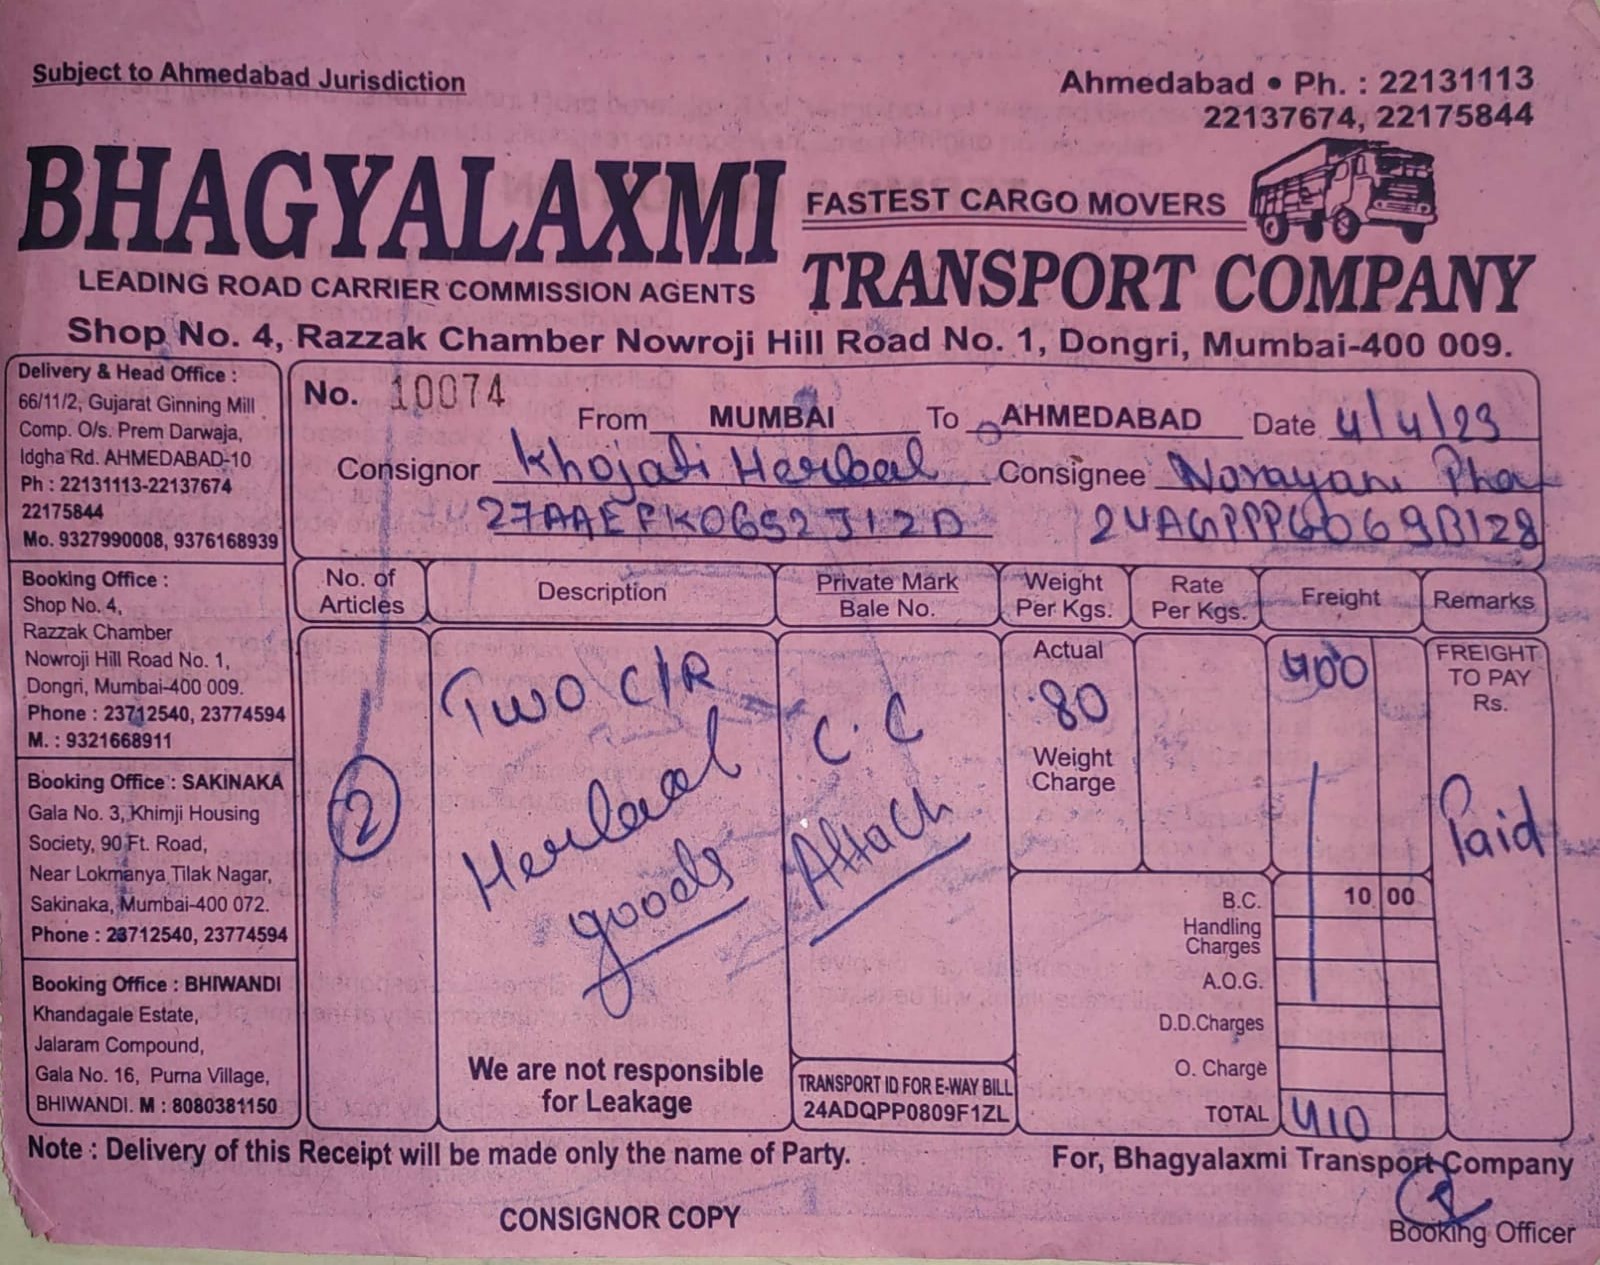 Subject to Ahmedabad Jurisdiction
Ahmedabad • Ph. : 22131113
22137674, 22175844
BHAGYALAXMI
FASTEST CARGO MOVERS
TRANSPORT COMPANY
LEADING ROAD CARRIER COMMISSION AGENTS
Shop No. 4, Razzak Chamber Nowroji Hill Road No. 1, Dongri, Mumbai-400 009.
Delivery & Head Office :
66/11/2, Gujarat Ginning Mill
Comp. O/s. Prem Darwaja,
Idgha Rd. AHMEDABAD-10
Ph : 22131113-22137674
22175844
Mo. 9327990008, 9376168939
Booking Office :
Shop No. 4,
Razzak Chamber
Nowroji Hill Road No. 1,
Dongri, Mumbai-400 009.
Phone : 23712540, 23774594
M. : 9321668911
Booking Office : SAKINAKA
Gala No. 3, Khimji Housing
Society, 90 Ft. Road,
Near Lokmanya Tilak Nagar,
Sakinaka, Mumbai-400 072.
Phone : 23712540, 23774594
Booking Office : BHIWANDI
Khandagale Estate,
Jalaram Compound,
Gala No. 16, Purna Village,
BHIWANDI. M : 8080381150
No. 10074
From MUMBAI To AHMEDABAD Date 4/4/23
Consignor Khojati Herbal Consignee Narayani Pha
27AAEFK0652J1ZD
No. of Articles
Description
Private Mark
Bale No.
Weight Per Kgs.
Rate Per Kgs.
Freight
Remarks
2
Two C/R
Herbaal
goods
We are not responsible
for Leakage
C.C
Attach
TRANSPORT ID FOR E-WAY BILL
24ADQPP0809F1ZL
Actual
80
Weight
Charge
400
FREIGHT
TO PAY
Rs.
Paid
B.C. 10 00
Handling
Charges
A.O.G.
D.D.Charges
O. Charge
TOTAL 410
Note : Delivery of this Receipt will be made only the name of Party.
For, Bhagyalaxmi Transport Company
CONSIGNOR COPY
Booking Officer